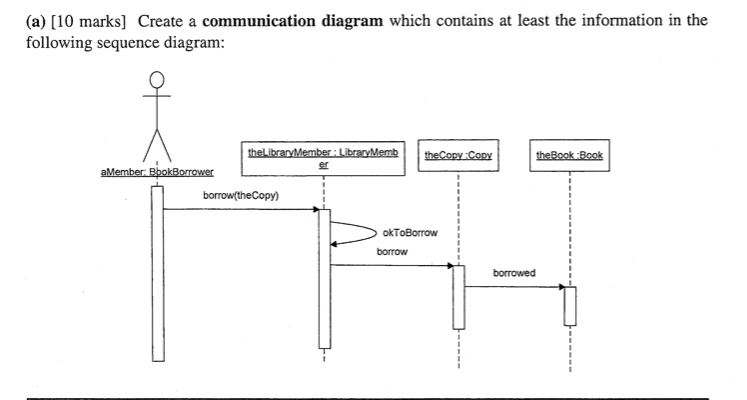 (a) [10 marks] Create a communication diagram which contains at least the information in the
following sequence diagram:
theLibraryMember : LibraryMemb
er
theCopy :Copy
theBook :Book
aMember: BookBorrower
borrow(theCopy)
okToBorrow
borrow
borrowed